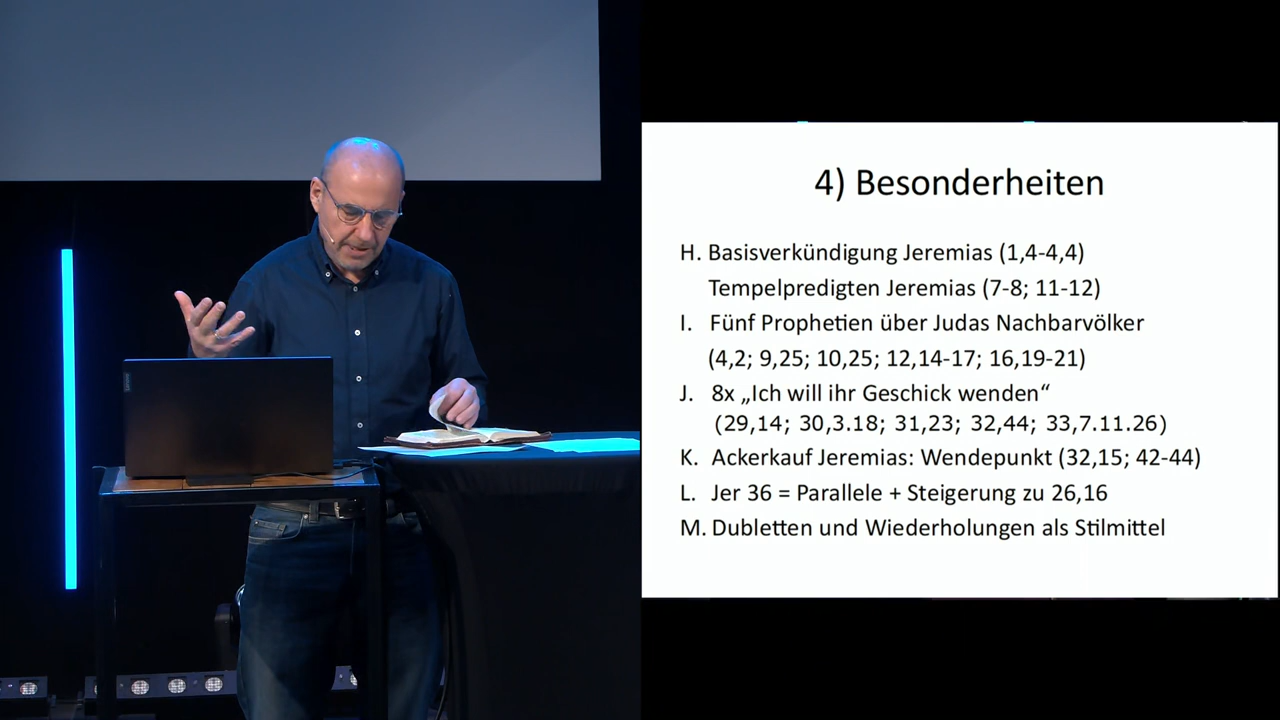 4) Besonderheiten
H. Basisverkündigung Jeremias (1,4-4,4)
Tempelpredigten Jeremias (7-8; 11-12)
I. Fünf Prophetien über Judas Nachbarvölker
(4,2; 9,25; 10,25; 12,14-17; 16,19-21)
J. 8x „Ich will ihr Geschick wenden“
(29,14; 30,3.18; 31,23; 32,44; 33,7.11.26)
K. Ackerkauf Jeremias: Wendepunkt (32,15; 42-44)
L. Jer 36 = Parallele + Steigerung zu 26,16
M. Dubletten und Wiederholungen als Stilmittel